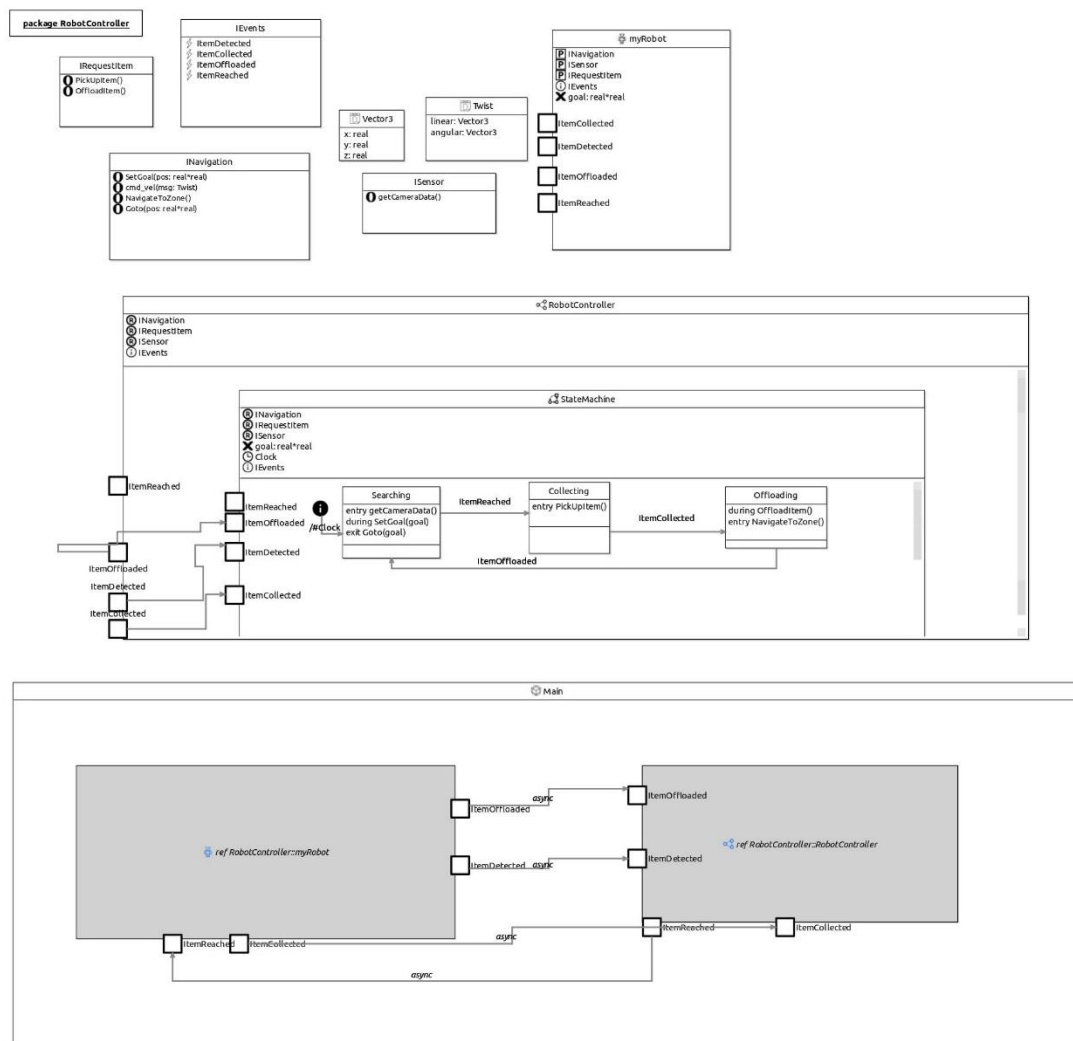 package RobotController
IRequestItem
PickUpItem()
OffloadItem()
IEvents
ItemDetected
ItemCollected
ItemOffloaded
ItemReached
INavigation
SetGoal(pos: real*real)
cmd_vel(msg: Twist)
NavigateToZone()
Goto(pos: real*real)
Vector3
x: real
y: real
z: real
Twist
linear: Vector3
angular: Vector3
ISensor
getCameraData()
myRobot
P INavigation
P ISensor
P IRequestItem
i IEvents
goal: real*real
ItemCollected
ItemDetected
ItemOffloaded
ItemReached
RobotController
R INavigation
R IRequestItem
R ISensor
i IEvents
ItemReached
ItemOffloaded
ItemDetected
ItemCollected
StateMachine
R INavigation
R IRequestItem
R ISensor
goal: real*real
Clock
i IEvents
ItemReached
ItemOffloaded
ItemDetected
ItemCollected
i
/#Clock
Searching
entry getCameraData()
during SetGoal(goal)
exit Goto(goal)
ItemReached
Collecting
entry PickUpItem()
ItemCollected
Offloading
during OffloadItem()
entry NavigateToZone()
ItemOffloaded
Main
ref RobotController::myRobot
ItemOffloaded
async
ItemOffloaded
ItemDetected
async
ItemDetected
ref RobotController::RobotController
ItemReached
ItemCollected
async
ItemReached
ItemCollected
async